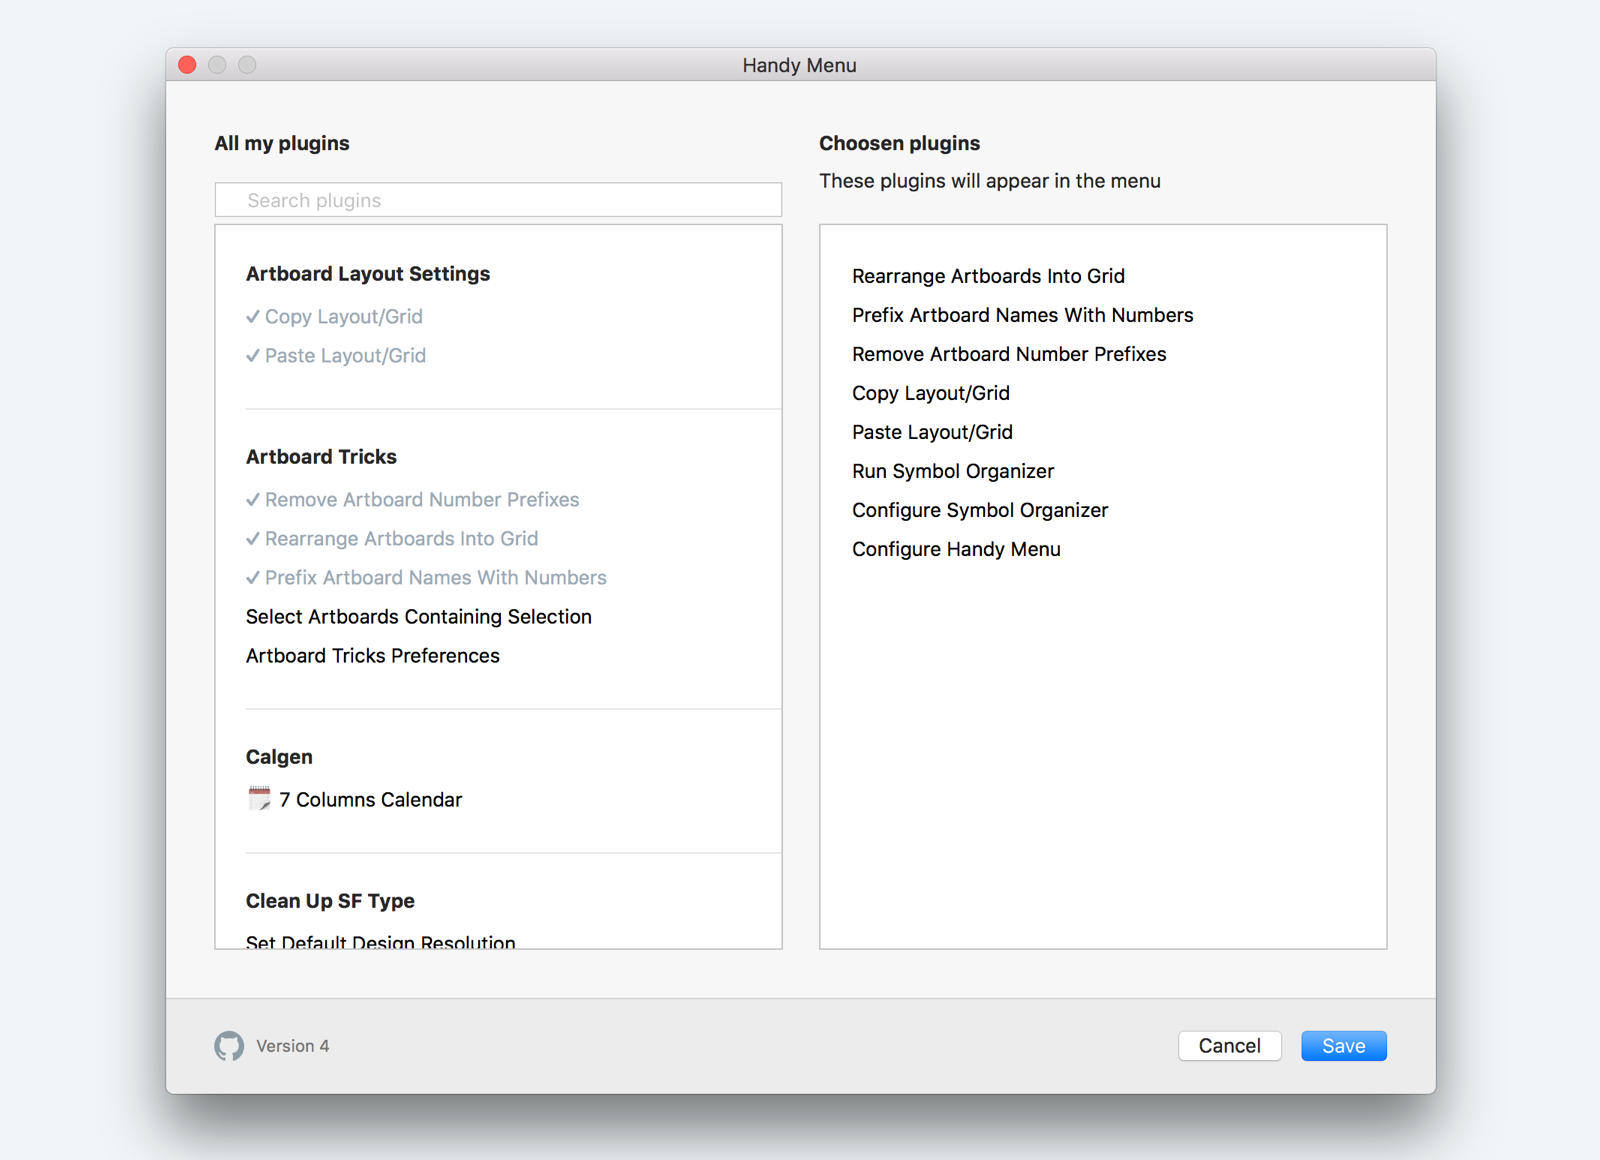 Handy Menu
All my plugins
Search plugins
Artboard Layout Settings
✓ Copy Layout/Grid
✓ Paste Layout/Grid
Artboard Tricks
✓ Remove Artboard Number Prefixes
✓ Rearrange Artboards Into Grid
✓ Prefix Artboard Names With Numbers
Select Artboards Containing Selection
Artboard Tricks Preferences
Calgen
7 Columns Calendar
Clean Up SF Type
Set Default Design Resolution
Choosen plugins
These plugins will appear in the menu
Rearrange Artboards Into Grid
Prefix Artboard Names With Numbers
Remove Artboard Number Prefixes
Copy Layout/Grid
Paste Layout/Grid
Run Symbol Organizer
Configure Symbol Organizer
Configure Handy Menu
Version 4
Cancel
Save